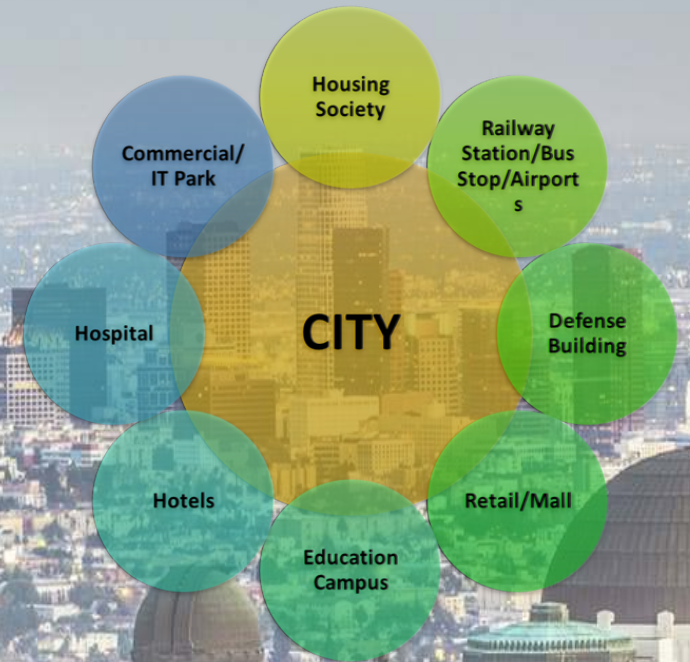 Housing
Society
Railway
Station/Bus
Stop/Airport
s
Defense
Building
Retail/Mall
Education
Campus
Hotels
Hospital
Commercial/
IT Park
CITY